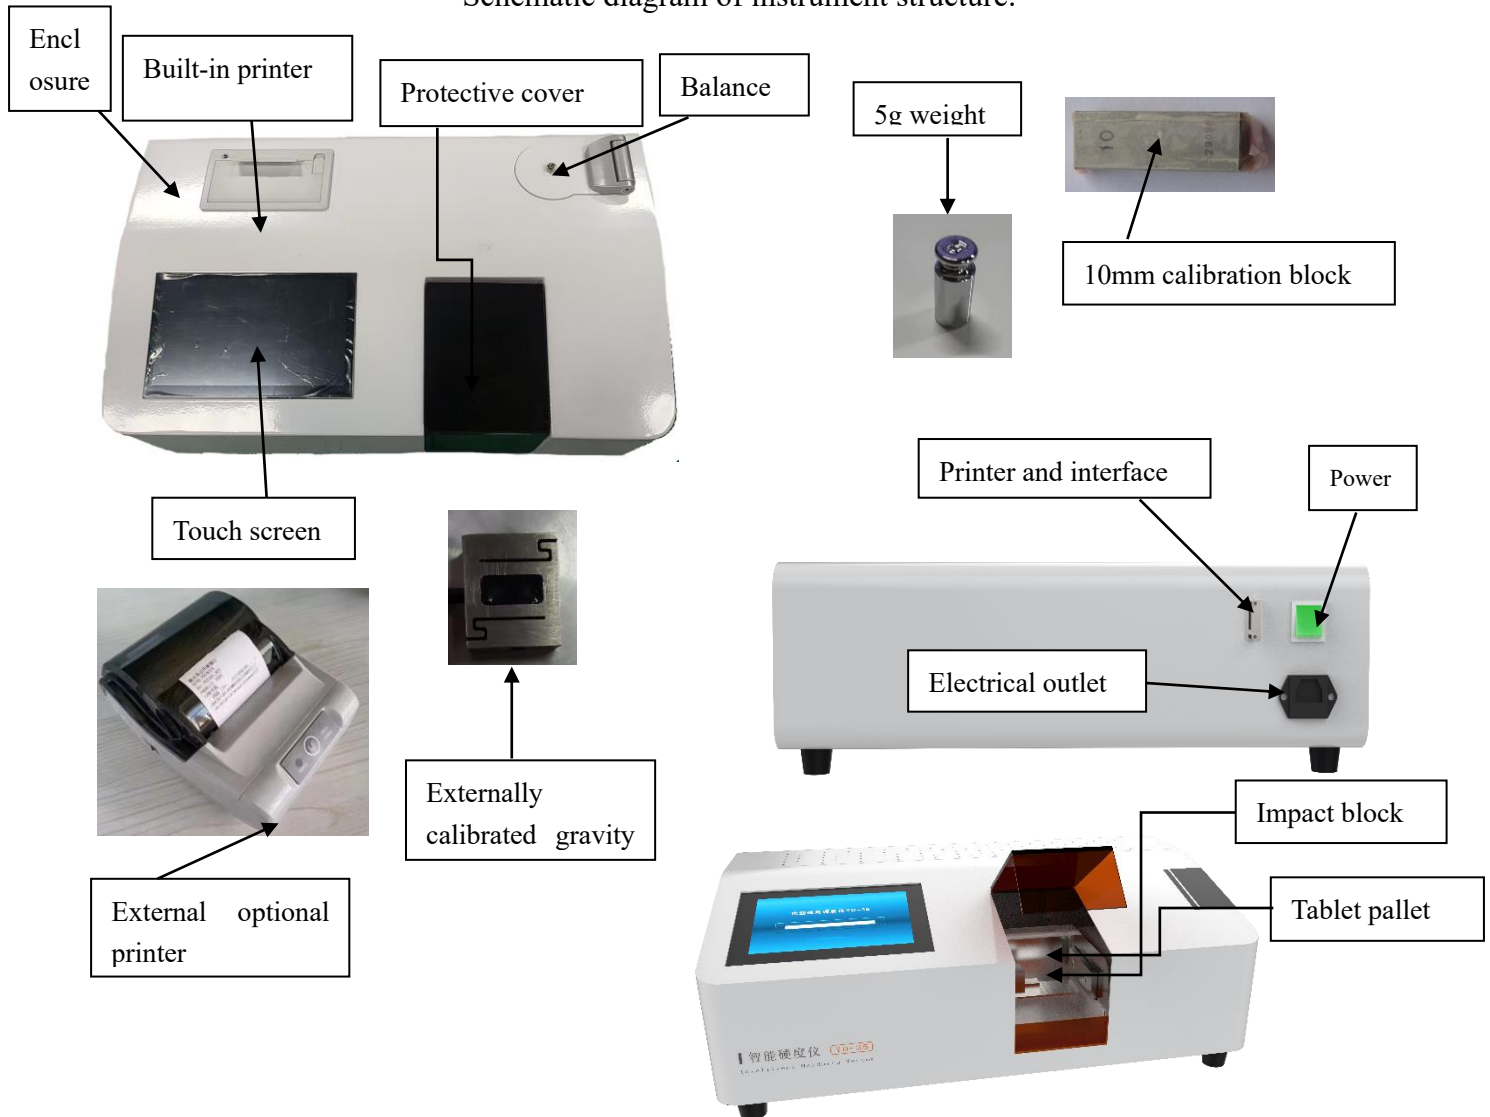 Schematic diagram of instrument structure:
Encl
osure
Built-in printer
Protective cover
Balance
5g weight
10
10mm calibration block
Touch screen
Printer and interface
Power
Electrical outlet
Externally
calibrated gravity
External optional
printer
Impact block
Tablet pallet
智能硬度仪 YD-35